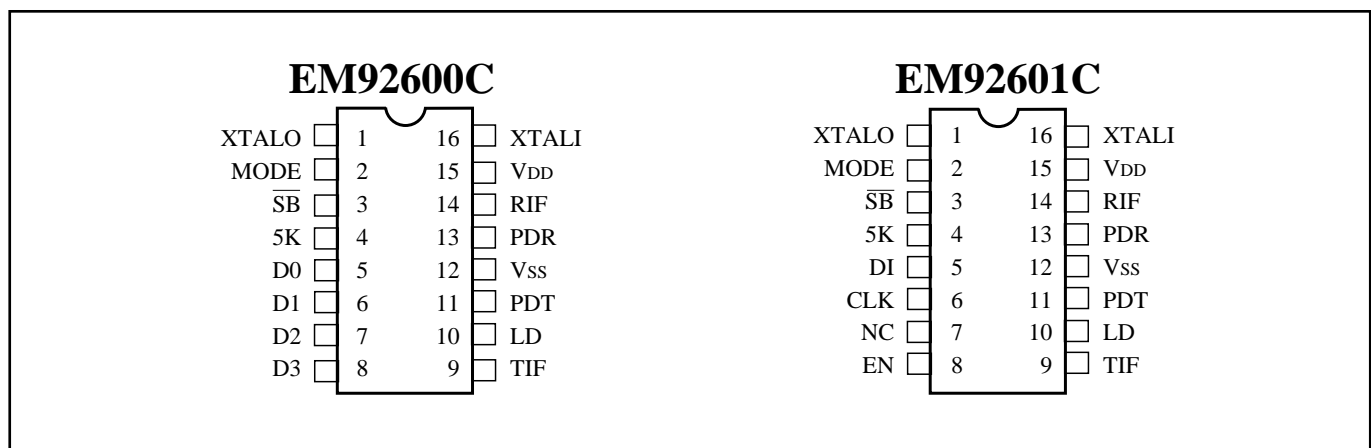 EM92600C
XTALO 1 16 XTALI
MODE 2 15 VDD
S̅B̅ 3 14 RIF
5K 4 13 PDR
D0 5 12 VSS
D1 6 11 PDT
D2 7 10 LD
D3 8 9 TIF
EM92601C
XTALO 1 16 XTALI
MODE 2 15 VDD
S̅B̅ 3 14 RIF
5K 4 13 PDR
DI 5 12 VSS
CLK 6 11 PDT
NC 7 10 LD
EN 8 9 TIF